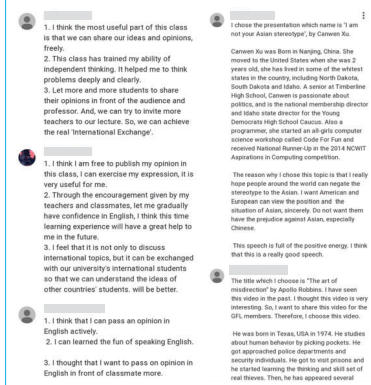 1. I think the most useful part of this class
is that we can share our ideas and opinions,
freely.
2. This class has trained my ability of
independent thinking. It helped me to think
problems deeply and clearly.
3. Let more and more students to share
their opinions in front of the audience and
professor. And, we can try to invite more
teachers to our lecture. So, we can achieve
the real 'International Exchange'.
1. I think I am free to publish my opinion in
this class, I can exercise my expression, it is
very useful for me.
2. Through the encouragement given by my
teachers and classmates, let me gradually
have confidence in English, I think this time
learning experience will have a great help to
me in the future.
3. I feel that it is not only to discuss
international topics, but it can be exchanged
with our university's international students
so that we can understand the ideas of
other countries' students. will be better.
1. I think that I can pass an opinion in
English actively.
2. I can learned the fun of speaking English.
3. I thought that I want to pass on opinion in
English in front of classmate more.
I chose the presentation which name is 'I am
not your Asian stereotype', by Canwen Xu.
Canwen Xu was Born in Nanjing, China. She
moved to the United States when she was 2
years old, she has lived in some of the whitest
states in the country, including North Dakota,
South Dakota and Idaho. A senior at Timberline
High School, Canwen is passionate about
politics, and is the national membership director
and Idaho state director for the Young
Democrats High School Caucus. Also a
programmer, she started an all-girls computer
science workshop called Code For Fun and
received National Runner-Up in the 2014 NCWIT
Aspirations in Computing competition.
The reason why I chose this topic is that I really
hope people around the world can negate the
stereotype to the Asian. I want American and
European can view the position and the
situation of Asian, sincerely. Do not want them
have the prejudice against Asian, especially
Chinese.
This speech is full of the positive energy. I think
that this is a really good speech.
The title which I choose is "The art of
misdirection" by Apollo Robbins. I have seen
this video in the past. I thought this video is very
interesting. So, I want to share this video for the
GFL members. Therefore, I choose this video.
He was born in Texas, USA in 1974. He studies
about human behavior by picking pockets. He
got approached police departments and
security individuals. He got to visit prisons and
he started learning the thinking and skill set of
real thieves. Then, he has appeared several